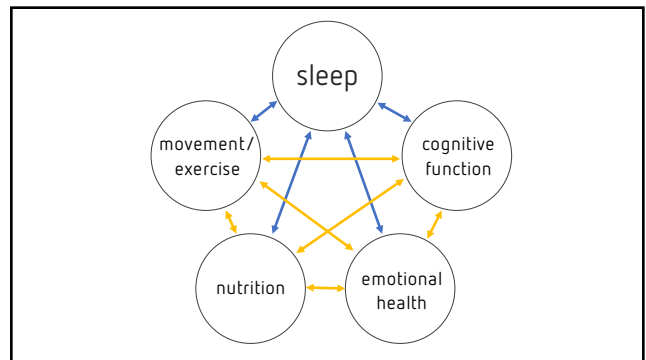 sleep
movement/
exercise
cognitive
function
nutrition
emotional
health